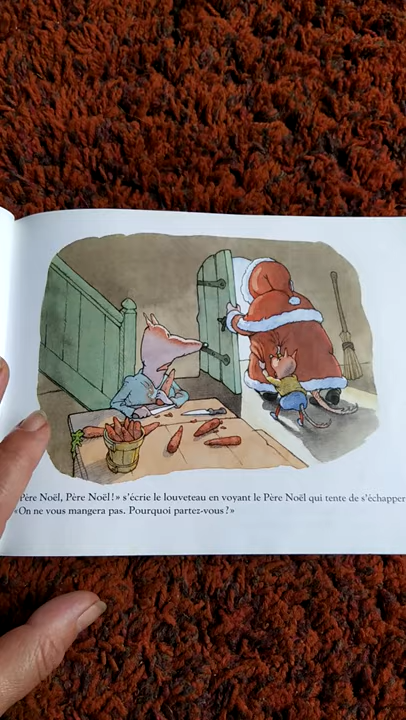 Père Noël, Père Noël! » s'écrie le louveteau en voyant le Père Noël qui tente de s'échapper
«On ne vous mangera pas. Pourquoi partez-vous?»